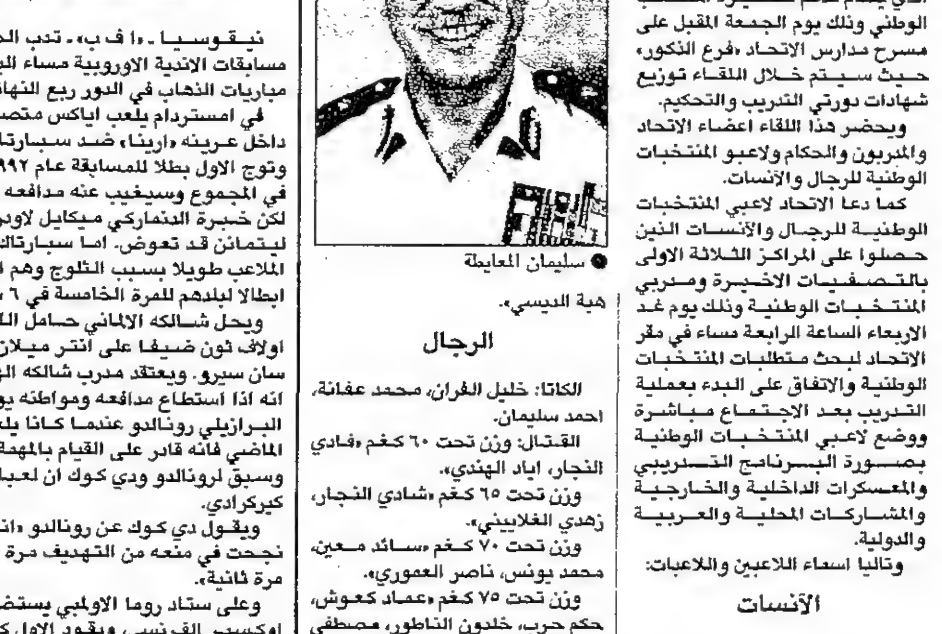 الوطني وذلك يوم الجمعة المقبل على
مسرح مدارس الاتحاد «فرع الذكور»
حيث سيتم خلال اللقاء توزيع
شهادات دورتي التدريب والتحكيم.
ويحضر هذا اللقاء اعضاء الاتحاد
والمدربون والحكام ولاعبو المنتخبات
الوطنية للرجال والآنسات.
كما دعا الاتحاد لاعبي المنتخبات
الوطنية للرجال والآنسات الذين
حصلوا على المراكز الثلاثة الاولى
بالتصفيات الاخيرة ومدربي
المنتخبات الوطنية وذلك يوم غد
الاربعاء الساعة الرابعة مساء في مقر
الاتحاد لبحث متطلبات المنتخبات
الوطنية والاتفاق على البدء بعملية
التدريب بعد الاجتماع مباشرة
ووضع لاعبي المنتخبات الوطنية
بصورة البرنامج التدريبي
والمعسكرات الداخلية والخارجية
والمشاركات المحلية والعربية
والدولية.
وتاليا اسماء اللاعبين واللاعبات:
الآنسات
سليمان المعايطة
هبة الدبسي».
الرجال
الكاتا: خليل الفران، محمد عفانة،
احمد سليمان.
القتال: وزن تحت ٦٠ كغم «فادي
النجار، اياد الهندي».
وزن تحت ٦٥ كغم «شادي النجار،
زهدي الغلاييني».
وزن تحت ٧٠ كغم «سائد معين،
محمد يونس، ناصر العموري».
وزن تحت ٧٥ كغم «عماد كعوش،
حكم حرب، خلدون الناطور، مصطفى
نيقوسيا - «ا ف ب» - تدب
مسابقات الاندية الاوروبية مساء
مباريات الذهاب في الدور ربع
في امستردام يلعب اياكس
داخل عرينه «ارينا» ضد
وتوج الاول بطلا للمسابقة عام
في المجموع وسيغيب عنه مدافعه
لكن خبرة الدنماركي ميكايل
ليتمانن قد تعوض. اما
الملاعب طويلا بسبب الثلوج وهم
ابطالا لبلدهم للمرة الخامسة في ٦
ويحل شالكه الالماني حامل
اولاف ثون ضيفا على انتر ميلان
سان سيرو. ويعتقد مدرب شالكه
انه اذا استطاع مدافعه ومواطنه
البرازيلي رونالدو عندما كانا
الماضي فانه قادر على القيام بالمهمة
وسبق لرونالدو ودي كوك ان لعبا
كيركرادي.
ويقول دي كوك عن رونالدو
نجحت في منعه من التهديف مرة
مرة ثانية».
وعلى ستاد روما الاولمبي
اوكسير الفرنسي، ويقود الاول